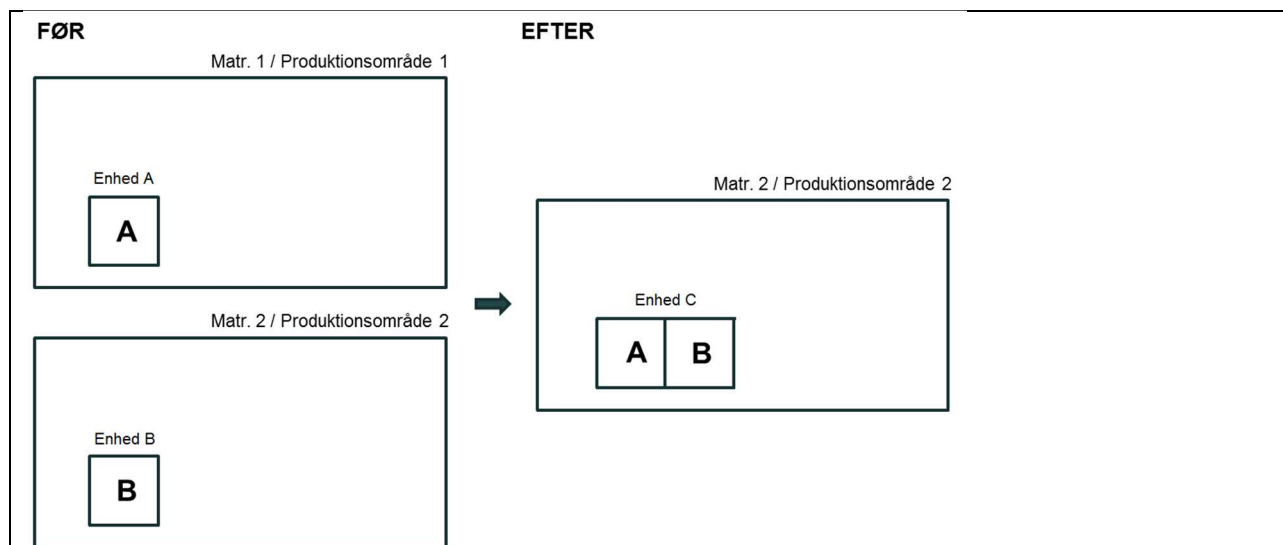 FØR
Matr. 1 / Produktionsområde 1
Enhed A
A
Matr. 2 / Produktionsområde 2
Enhed B
B
EFTER
Matr. 2 / Produktionsområde 2
Enhed C
A B